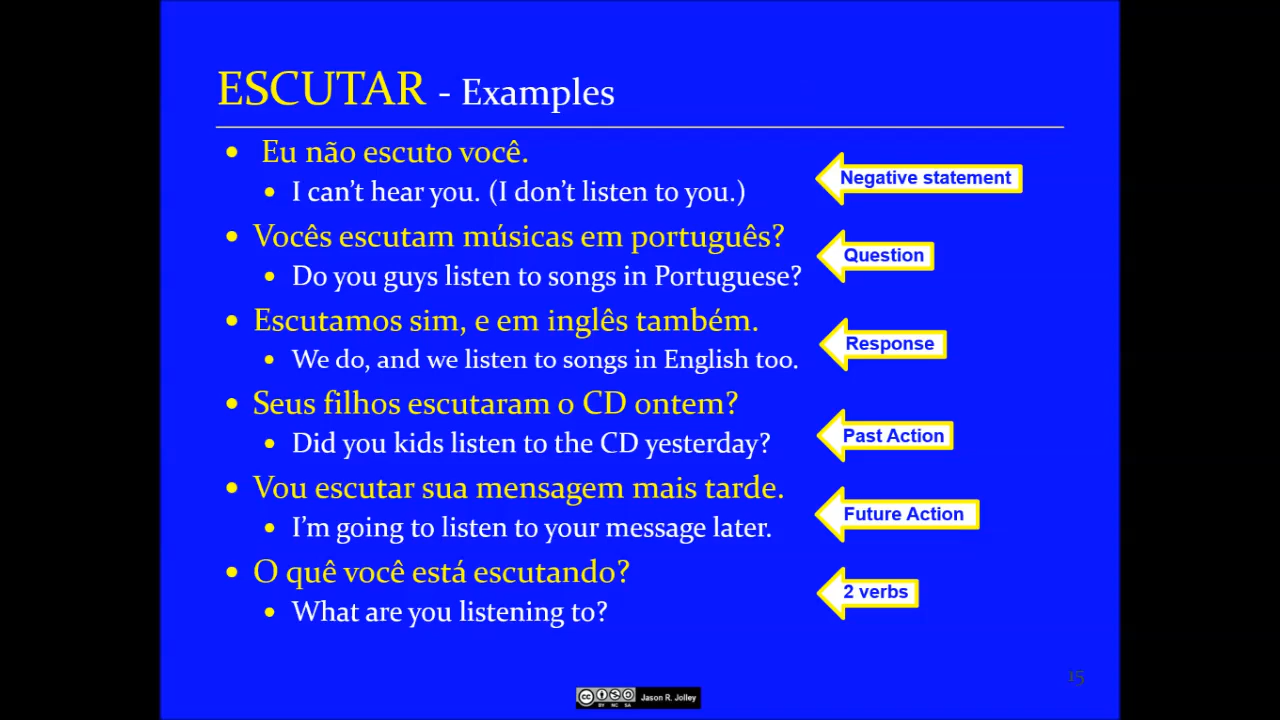 ESCUTAR - Examples
• Eu não escuto você.
• I can't hear you. (I don't listen to you.)
Negative statement
• Vocês escutam músicas em português?
• Do you guys listen to songs in Portuguese?
Question
• Escutamos sim, e em inglês também.
• We do, and we listen to songs in English too.
Response
• Seus filhos escutaram o CD ontem?
• Did you kids listen to the CD yesterday?
Past Action
• Vou escutar sua mensagem mais tarde.
• I'm going to listen to your message later.
Future Action
• O quê você está escutando?
• What are you listening to?
2 verbs
15
cc BY NC SA Jason R. Jolley